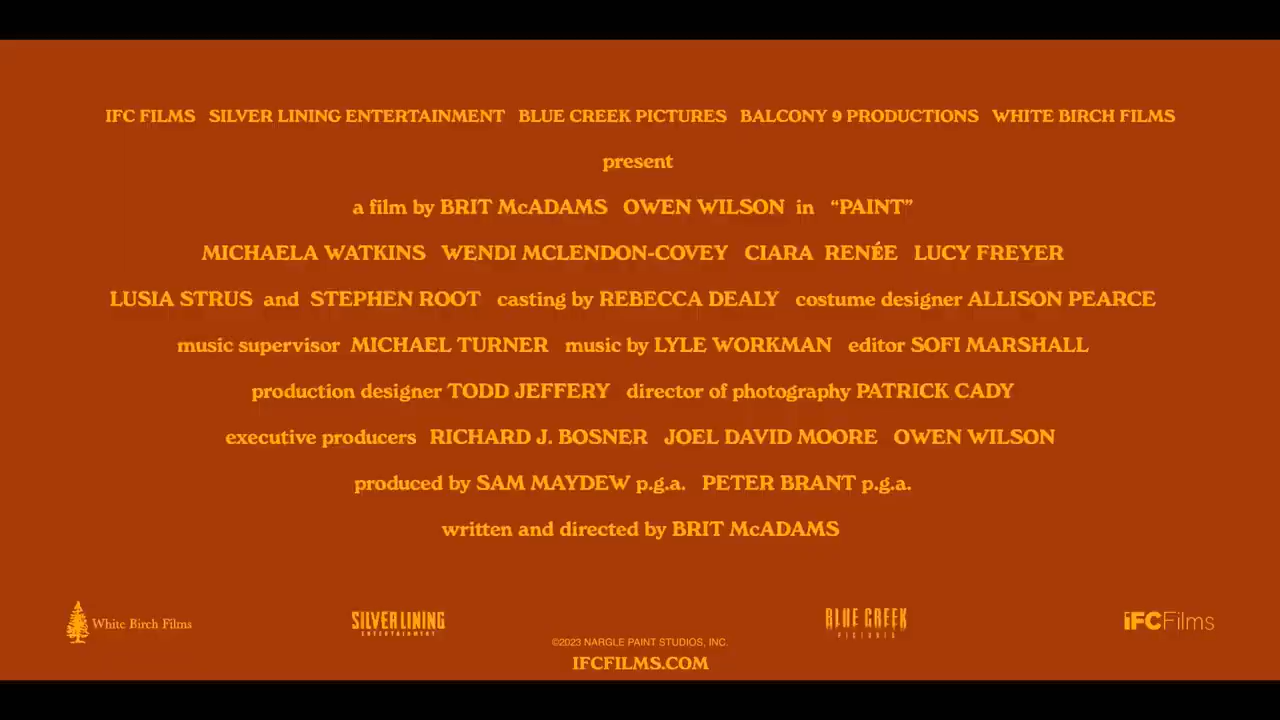 IFC FILMS SILVER LINING ENTERTAINMENT BLUE CREEK PICTURES BALCONY 9 PRODUCTIONS WHITE BIRCH FILMS
present
a film by BRIT McADAMS OWEN WILSON in “PAINT”
MICHAELA WATKINS WENDI MCLENDON-COVEY CIARA RENÉE LUCY FREYER
LUSIA STRUS and STEPHEN ROOT casting by REBECCA DEALY costume designer ALLISON PEARCE
music supervisor MICHAEL TURNER music by LYLE WORKMAN editor SOFI MARSHALL
production designer TODD JEFFERY director of photography PATRICK CADY
executive producers RICHARD J. BOSNER JOEL DAVID MOORE OWEN WILSON
produced by SAM MAYDEW p.g.a. PETER BRANT p.g.a.
written and directed by BRIT McADAMS
White Birch Films
SILVER LINING
ENTERTAINMENT
BLUE CREEK
PICTURES
IFC Films
©2023 NARGLE PAINT STUDIOS, INC.
IFCFILMS.COM